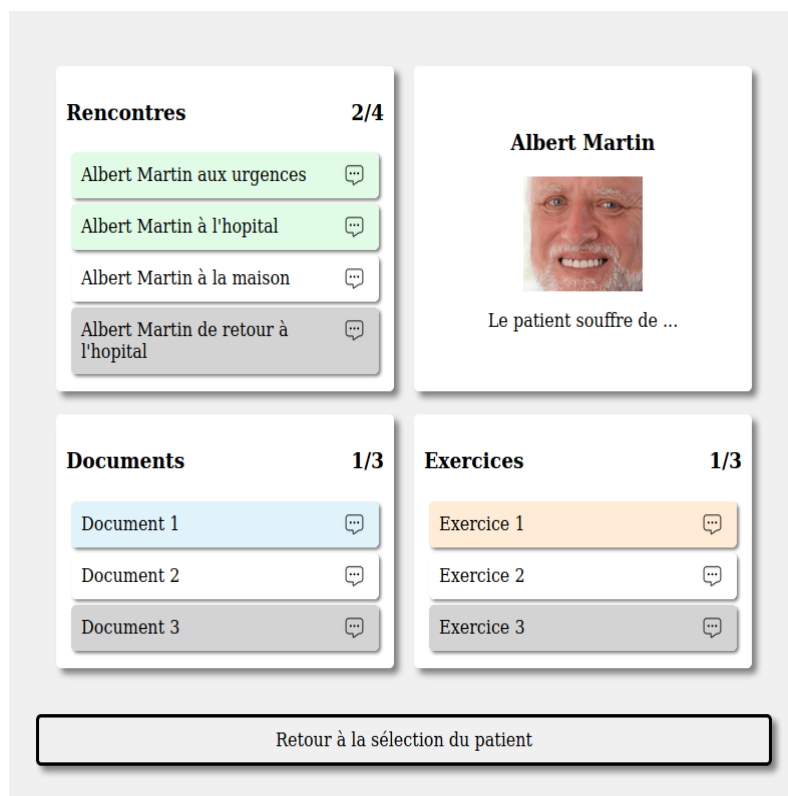 Rencontres 2/4
Albert Martin aux urgences
Albert Martin à l'hopital
Albert Martin à la maison
Albert Martin de retour à
l'hopital
Albert Martin
Le patient souffre de ...
Documents 1/3
Document 1
Document 2
Document 3
Exercices 1/3
Exercice 1
Exercice 2
Exercice 3
Retour à la sélection du patient